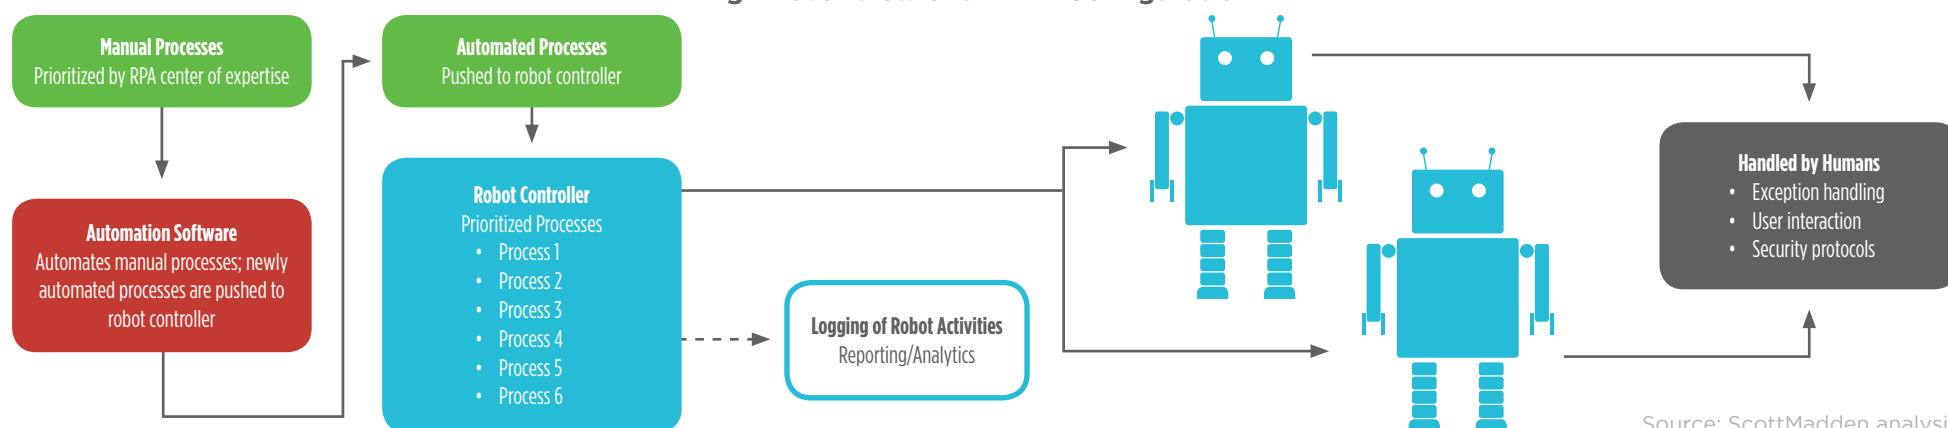 Manual Processes
Prioritized by RPA center of expertise
Automation Software
Automates manual processes; newly
automated processes are pushed to
robot controller
Automated Processes
Pushed to robot controller
Robot Controller
Prioritized Processes
• Process 1
• Process 2
• Process 3
• Process 4
• Process 5
• Process 6
Logging of Robot Activities
Reporting/Analytics
Handled by Humans
• Exception handling
• User interaction
• Security protocols
Source: ScottMadden analysi